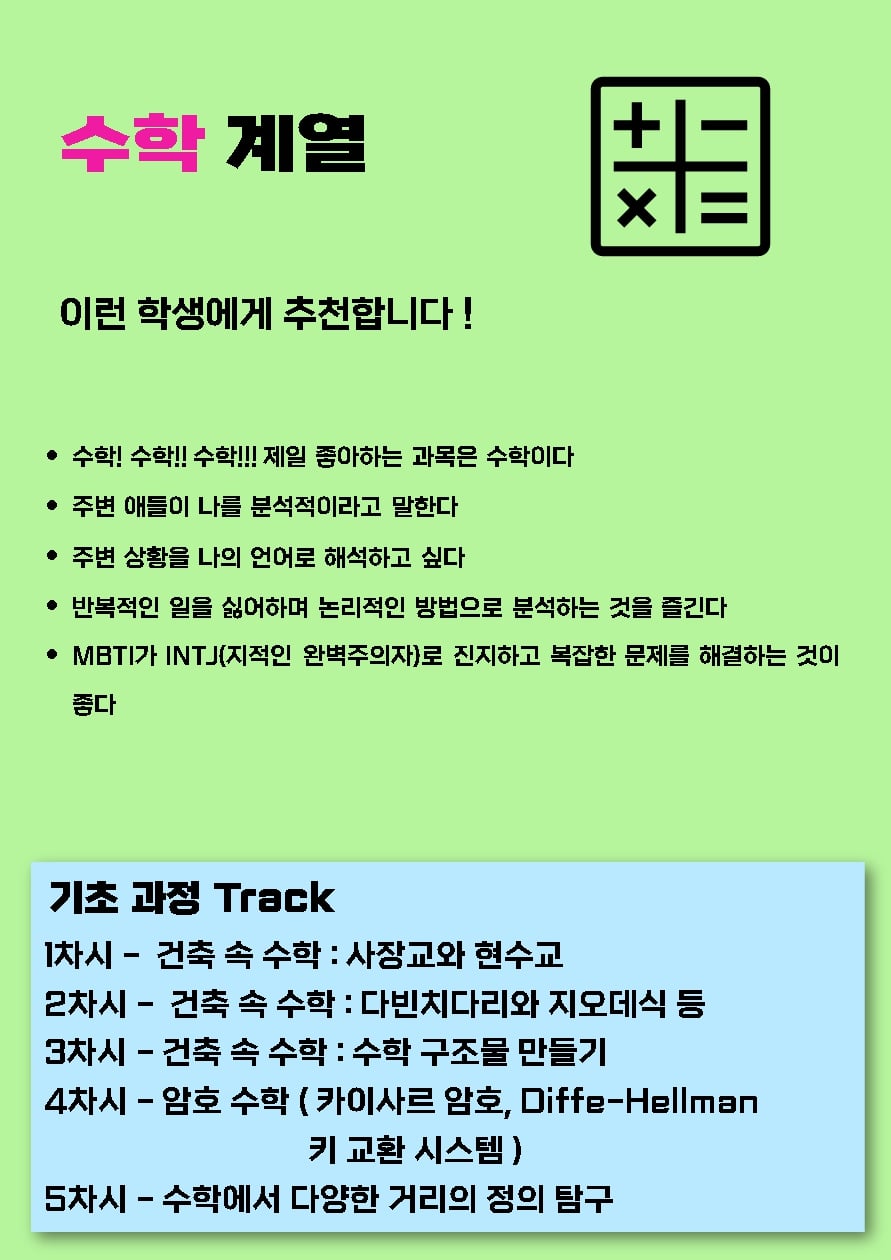 수학 계열
이런 학생에게 추천합니다 !
• 수학! 수학!! 수학!!! 제일 좋아하는 과목은 수학이다
• 주변 애들이 나를 분석적이라고 말한다
• 주변 상황을 나의 언어로 해석하고 싶다
• 반복적인 일을 싫어하며 논리적인 방법으로 분석하는 것을 즐긴다
• MBTI가 INTJ(지적인 완벽주의자)로 진지하고 복잡한 문제를 해결하는 것이
좋다
기초 과정 Track
1차시 - 건축 속 수학 : 사장교와 현수교
2차시 - 건축 속 수학 : 다빈치다리와 지오데식 등
3차시 - 건축 속 수학 : 수학 구조물 만들기
4차시 - 암호 수학 ( 카이사르 암호, Diffe-Hellman
키 교환 시스템 )
5차시 - 수학에서 다양한 거리의 정의 탐구